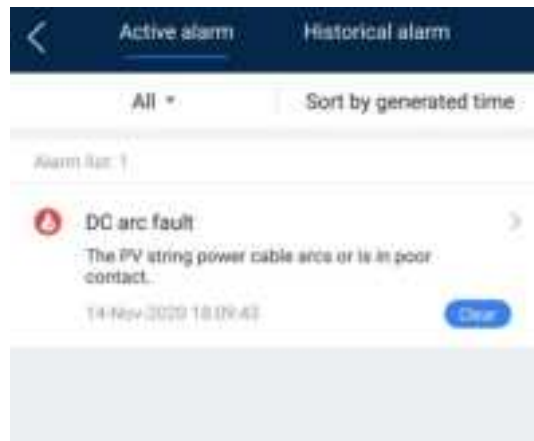 Active alarm Historical alarm
All Sort by generated time
Alarm list: 1
DC arc fault
The PV string power cable arcs or is in poor
contact.
14-Nov-2020 18:09:43
Clear